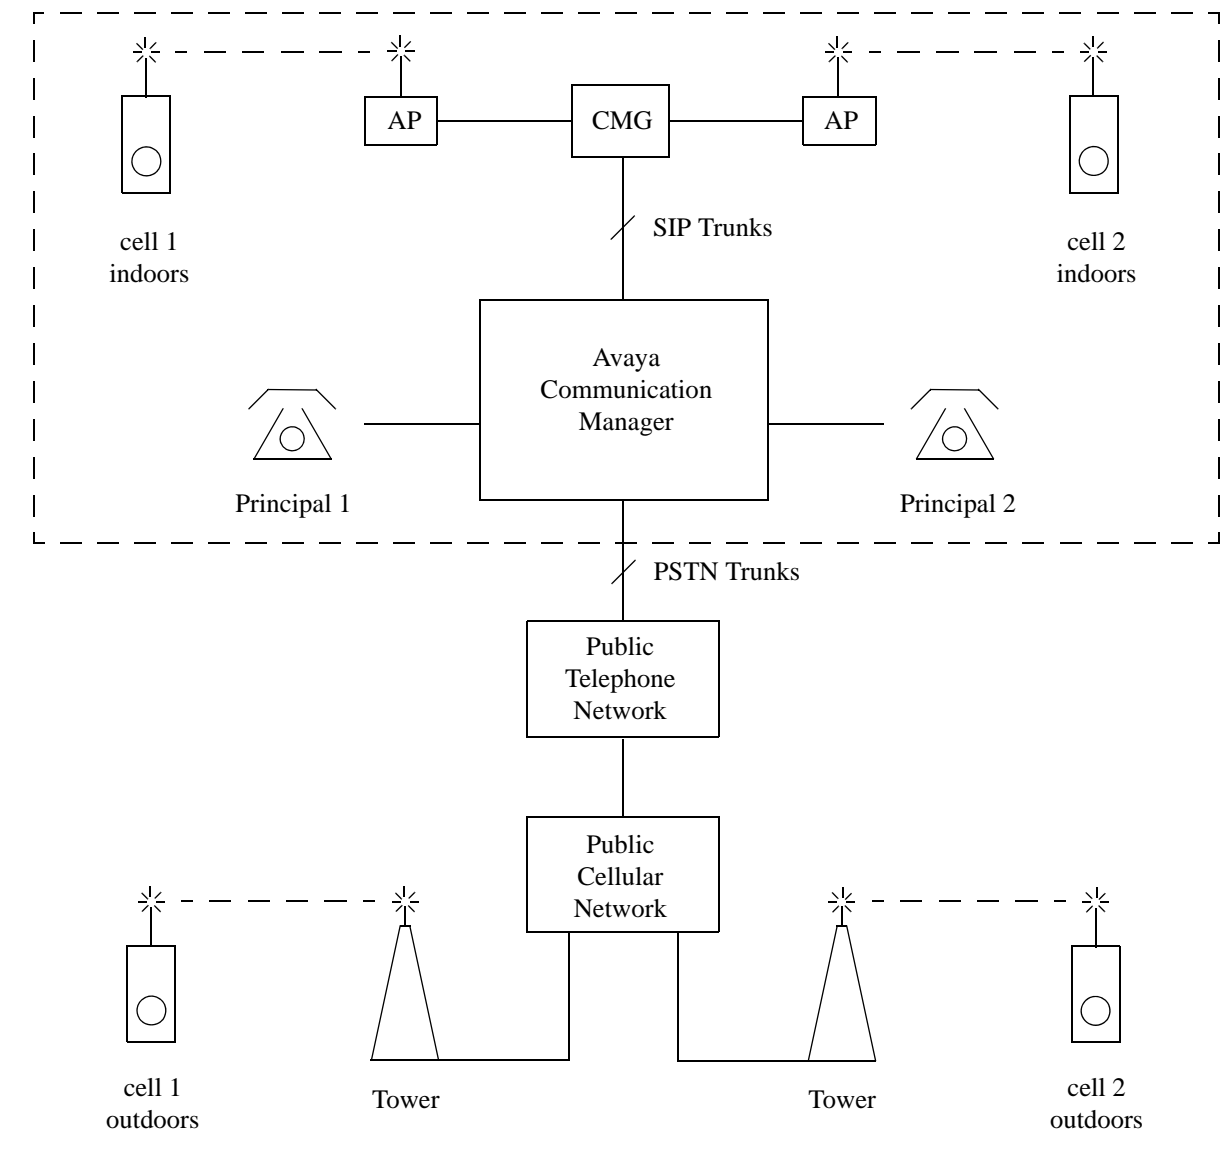 AP
CMG
AP
SIP Trunks
cell 1
indoors
cell 2
indoors
Avaya
Communication
Manager
Principal 1
Principal 2
PSTN Trunks
Public
Telephone
Network
Public
Cellular
Network
cell 1
outdoors
Tower
Tower
cell 2
outdoors